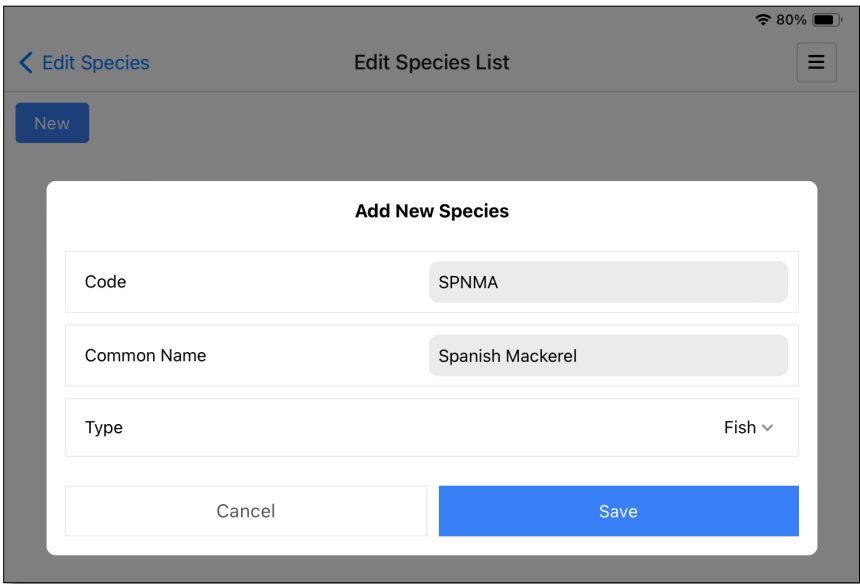 80%
Edit Species
Edit Species List
New
Add New Species
Code
SPNMA
Common Name
Spanish Mackerel
Type
Fish
Cancel
Save